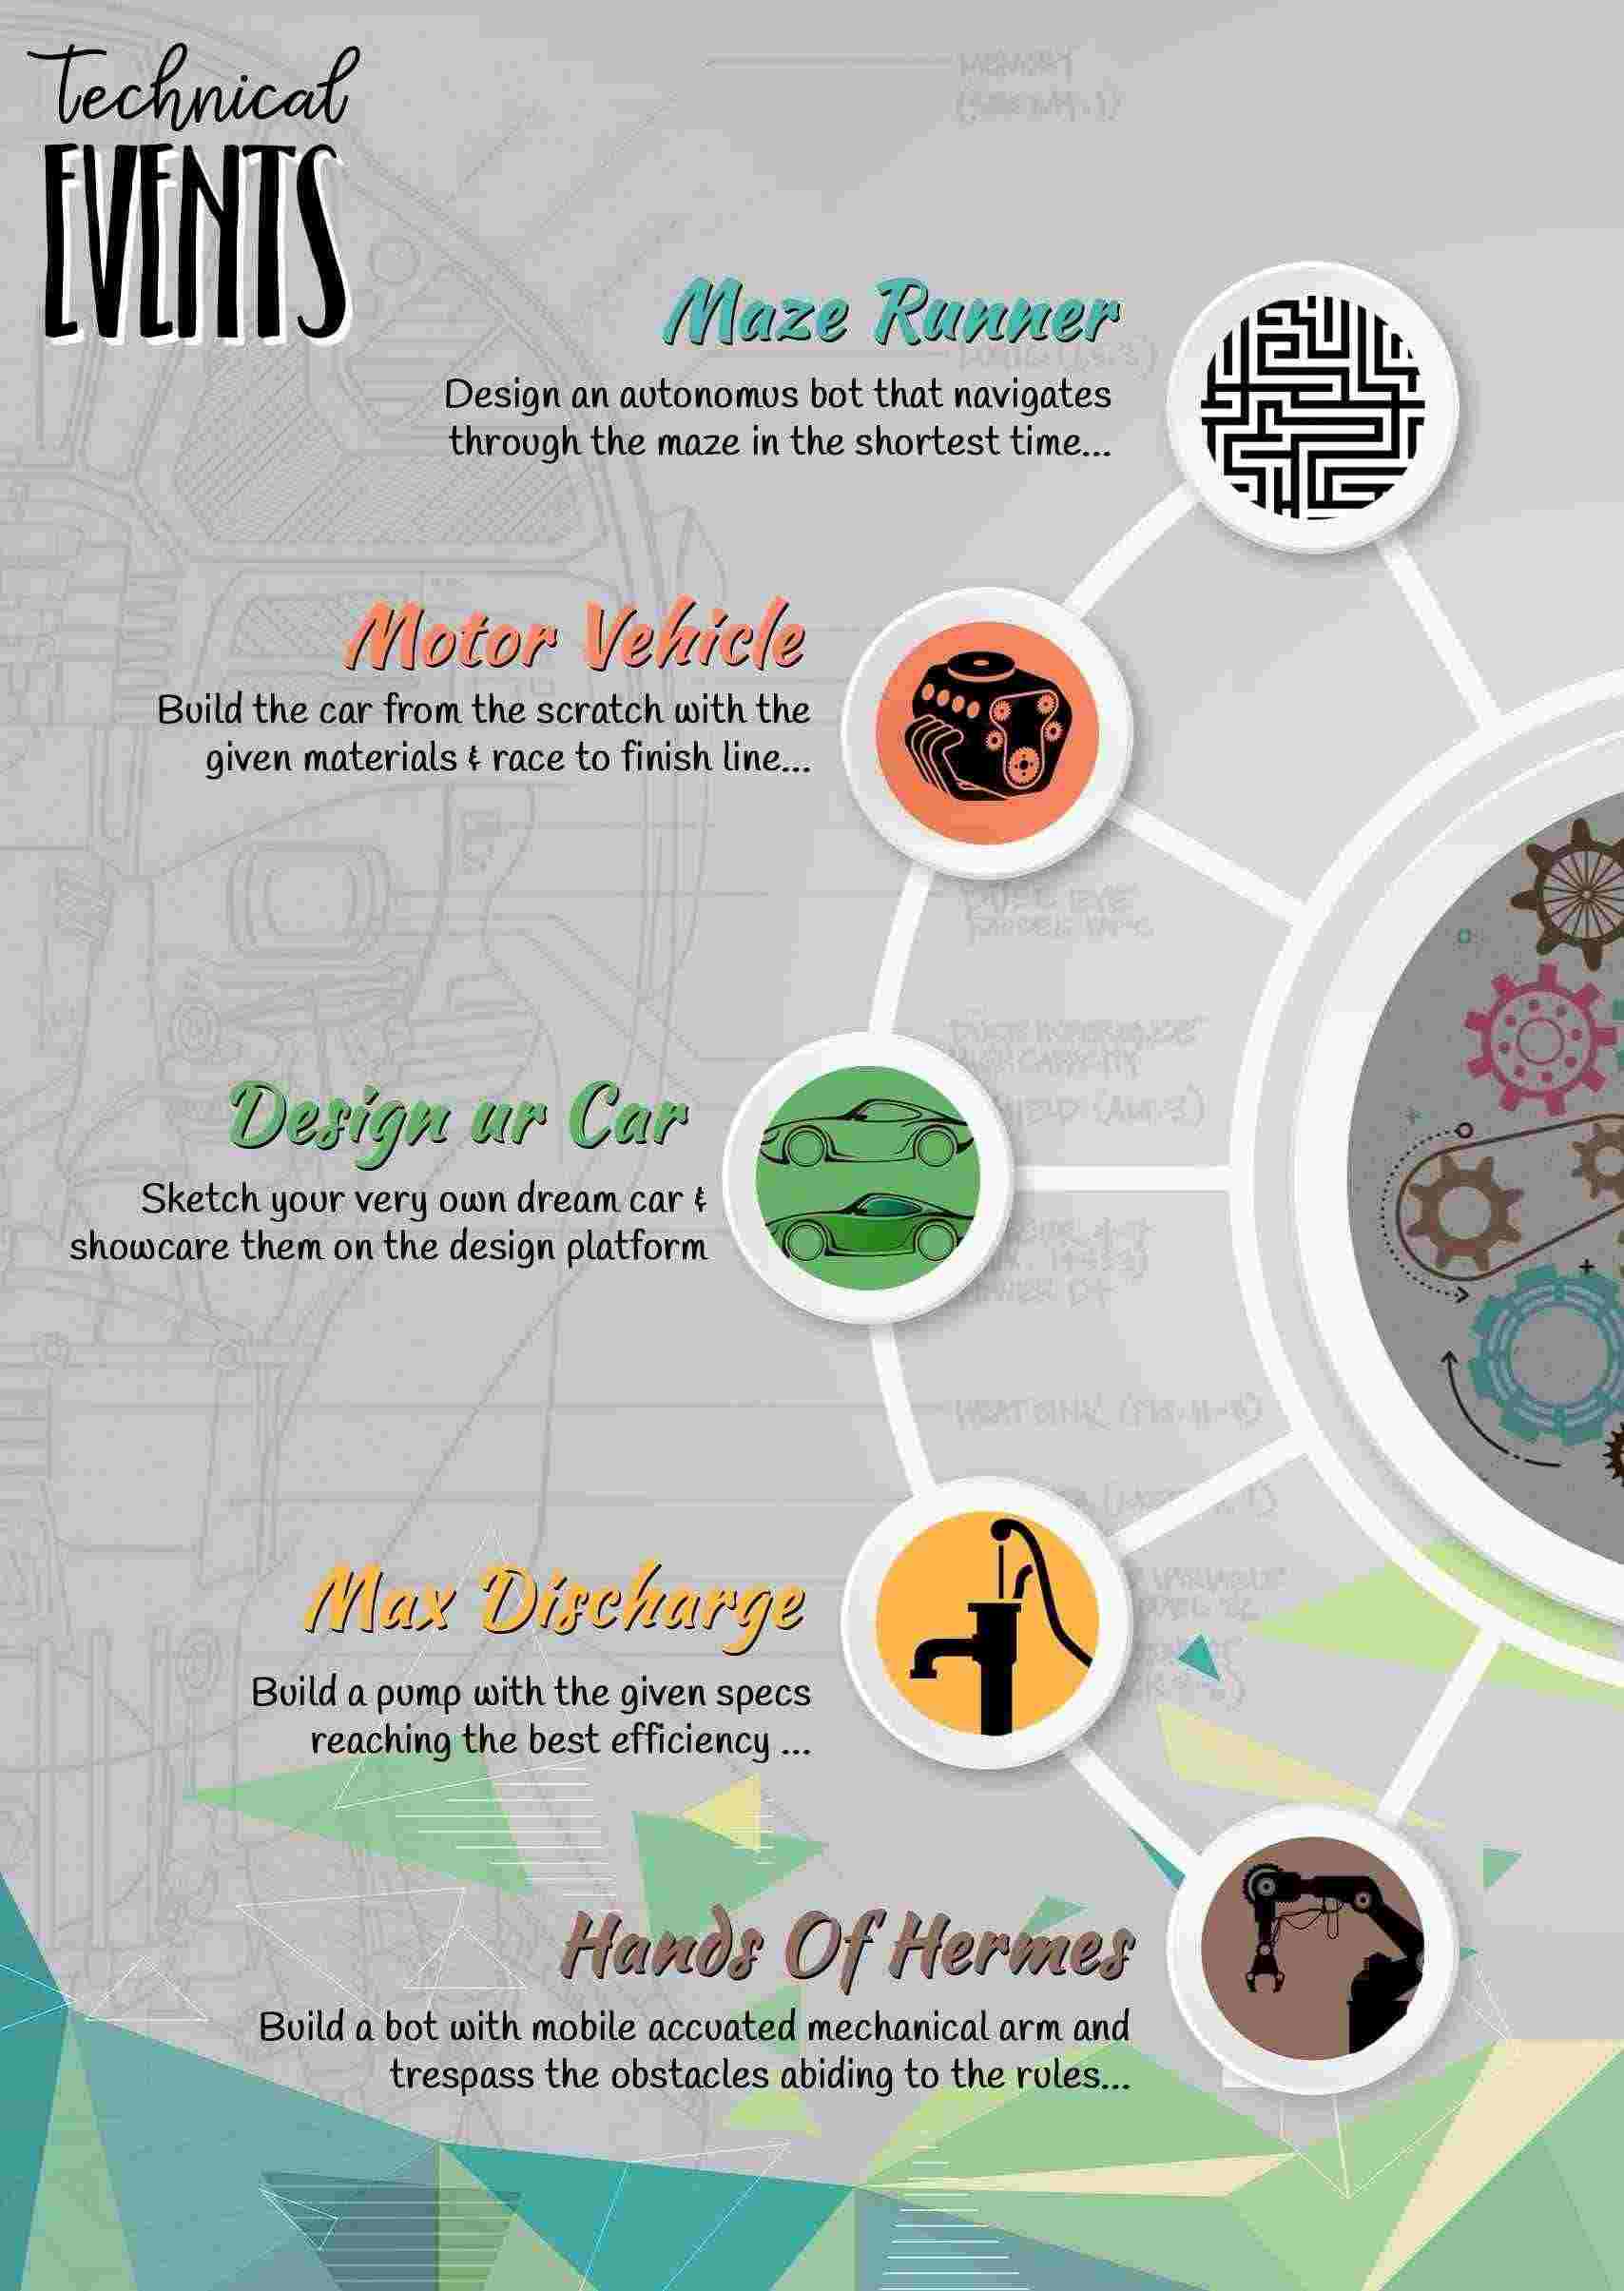 Technical
EVENTS
Maze Runner
Design an autonomus bot that navigates
through the maze in the shortest time...
Motor Vehicle
Build the car from the scratch with the
given materials & race to finish line...
Design ur Car
Sketch your very own dream car &
showcare them on the design platform
Max Discharge
Build a pump with the given specs
reaching the best efficiency ...
Hands Of Hermes
Build a bot with mobile accuated mechanical arm and
trespass the obstacles abiding to the rules...
MEMORY